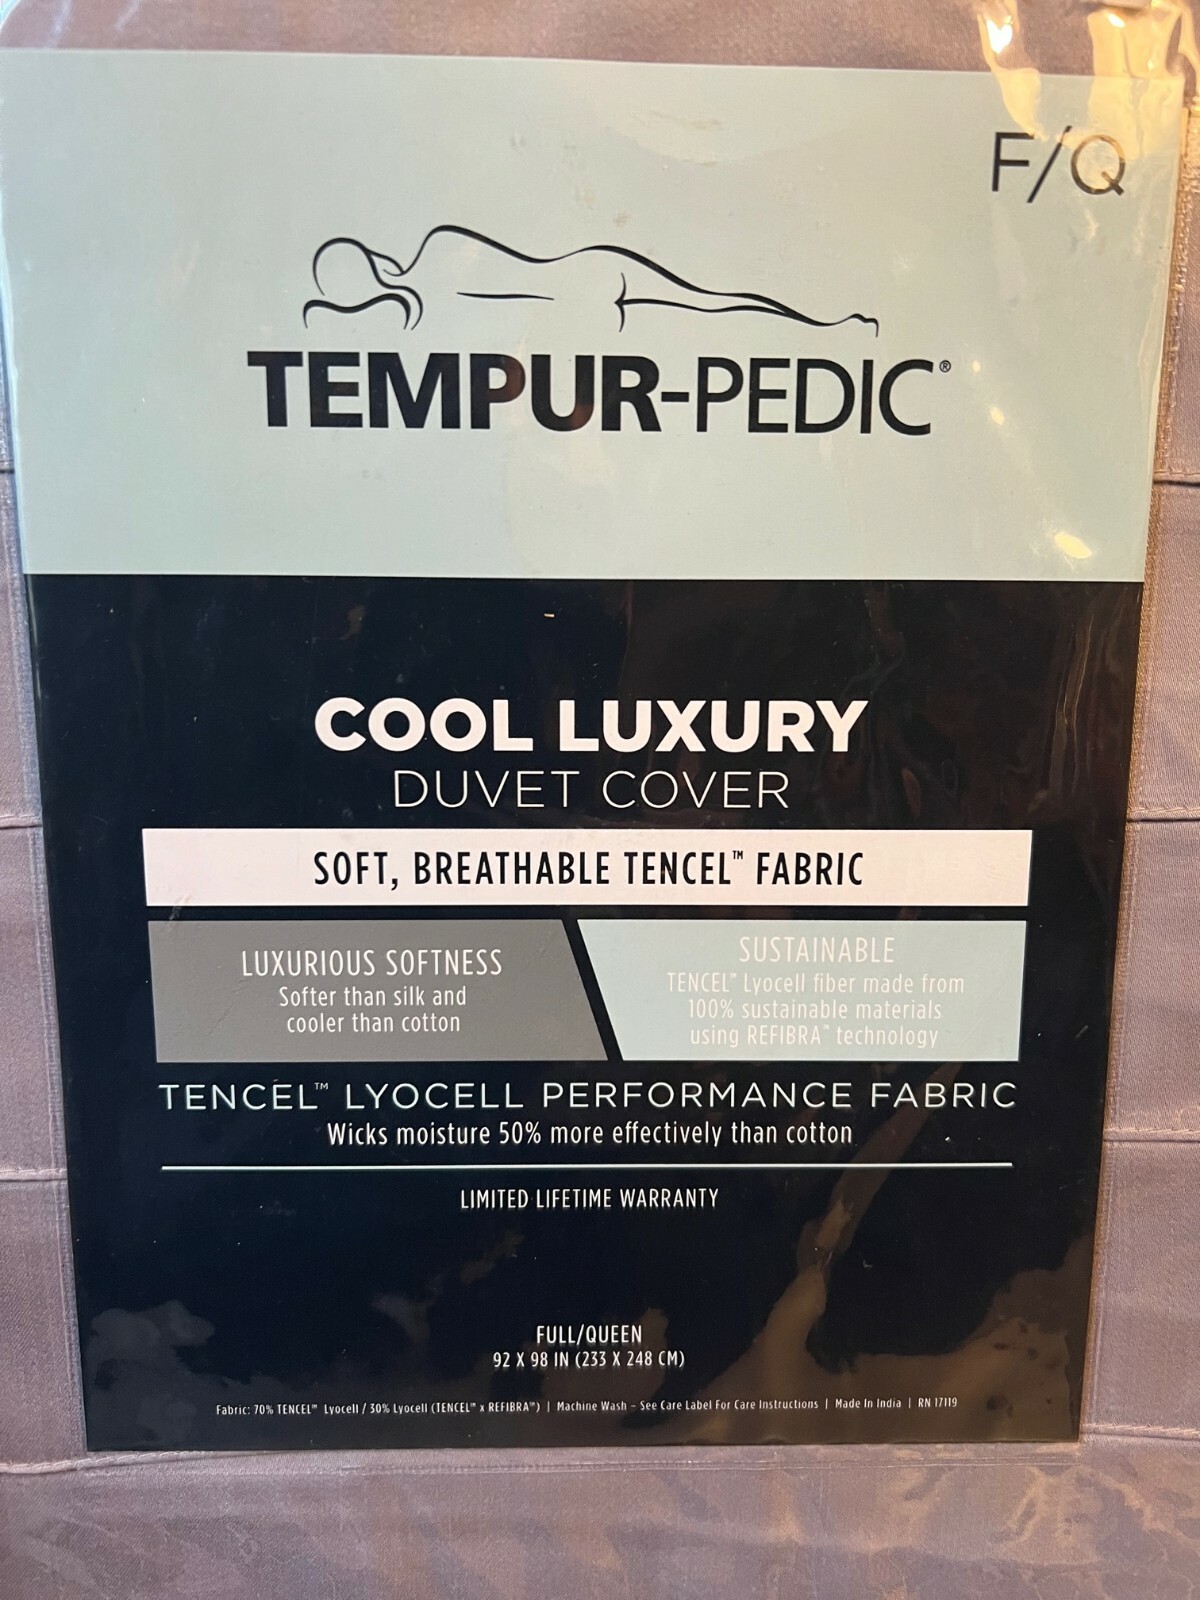 F/Q
TEMPUR-PEDIC®
COOL LUXURY
DUVET COVER
SOFT, BREATHABLE TENCEL™ FABRIC
LUXURIOUS SOFTNESS
Softer than silk and
cooler than cotton
SUSTAINABLE
TENCEL™ Lyocell fiber made from
100% sustainable materials
using REFIBRA™ technology
TENCEL™ LYOCELL PERFORMANCE FABRIC
Wicks moisture 50% more effectively than cotton
LIMITED LIFETIME WARRANTY
FULL/QUEEN
92 X 98 IN (233 X 248 CM)
Fabric: 70% TENCEL™ Lyocell / 30% Lyocell (TENCEL™ x REFIBRA™) | Machine Wash – See Care Label For Care Instructions | Made In India | RN 17119